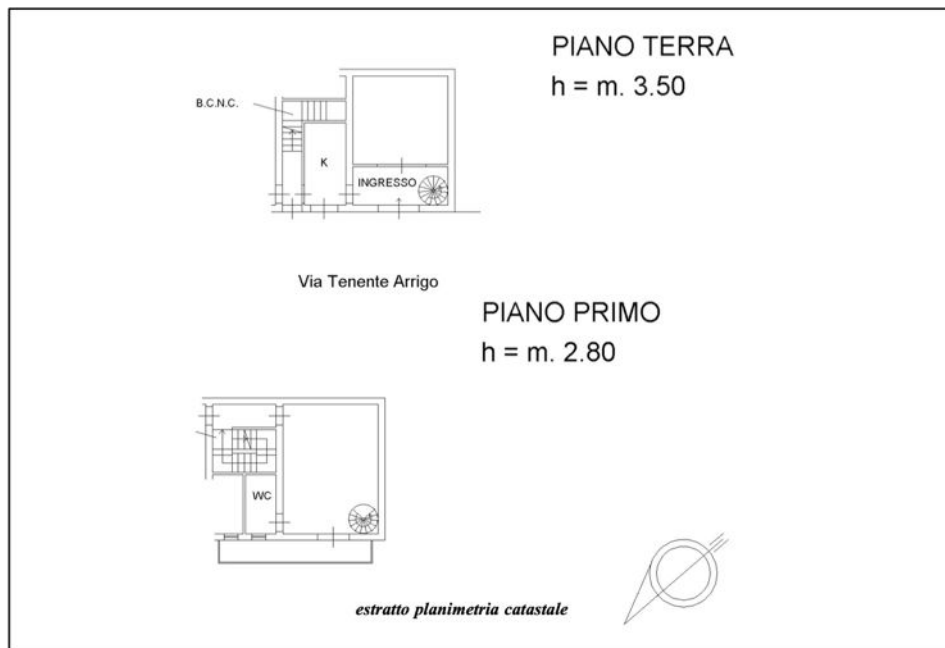 PIANO TERRA
h = m. 3.50
B.C.N.C.
K
INGRESSO
Via Tenente Arrigo
PIANO PRIMO
h = m. 2.80
WC
estratto planimetria catastale